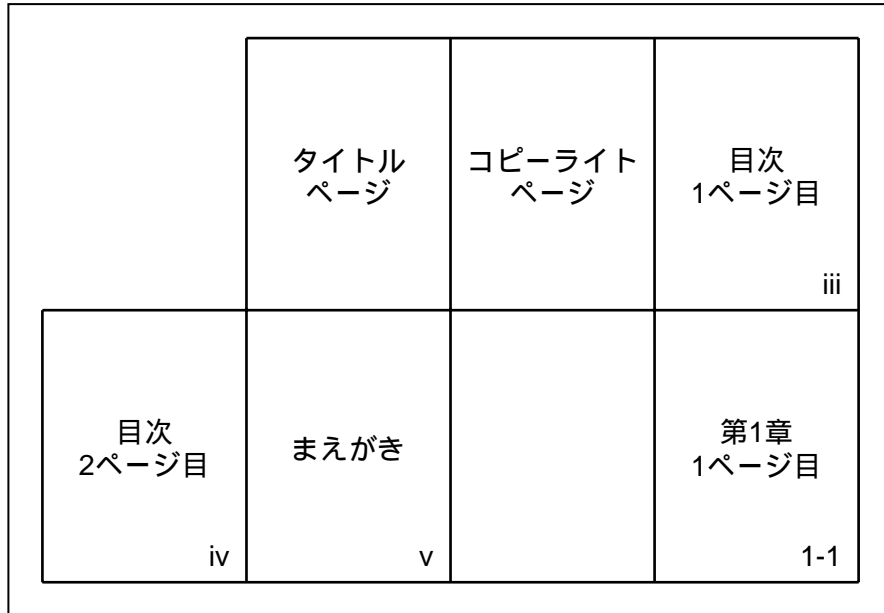 タイトル
ページ
コピーライト
ページ
目次
1ページ目
iii
目次
2ページ目
iv
まえがき
v
第1章
1ページ目
1-1